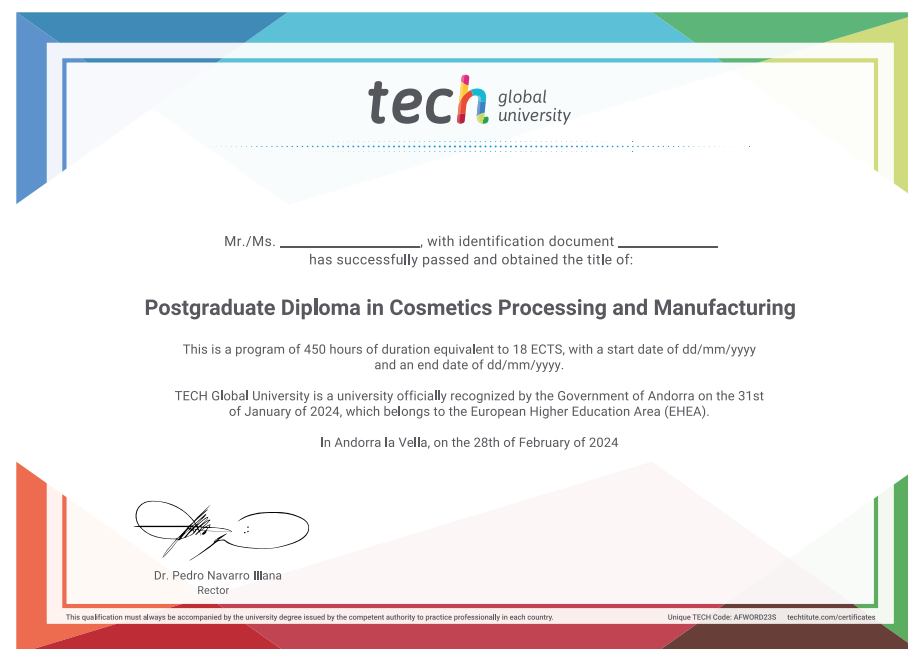 tech global university
Mr./Ms. ____________, with identification document ____________
has successfully passed and obtained the title of:
Postgraduate Diploma in Cosmetics Processing and Manufacturing
This is a program of 450 hours of duration equivalent to 18 ECTS, with a start date of dd/mm/yyyy
and an end date of dd/mm/yyyy.
TECH Global University is a university officially recognized by the Government of Andorra on the 31st
of January of 2024, which belongs to the European Higher Education Area (EHEA).
In Andorra la Vella, on the 28th of February of 2024
Dr. Pedro Navarro Illana
Rector
This qualification must always be accompanied by the university degree issued by the competent authority to practice professionally in each country.
Unique TECH Code: AFWORD23S techtitute.com/certificates